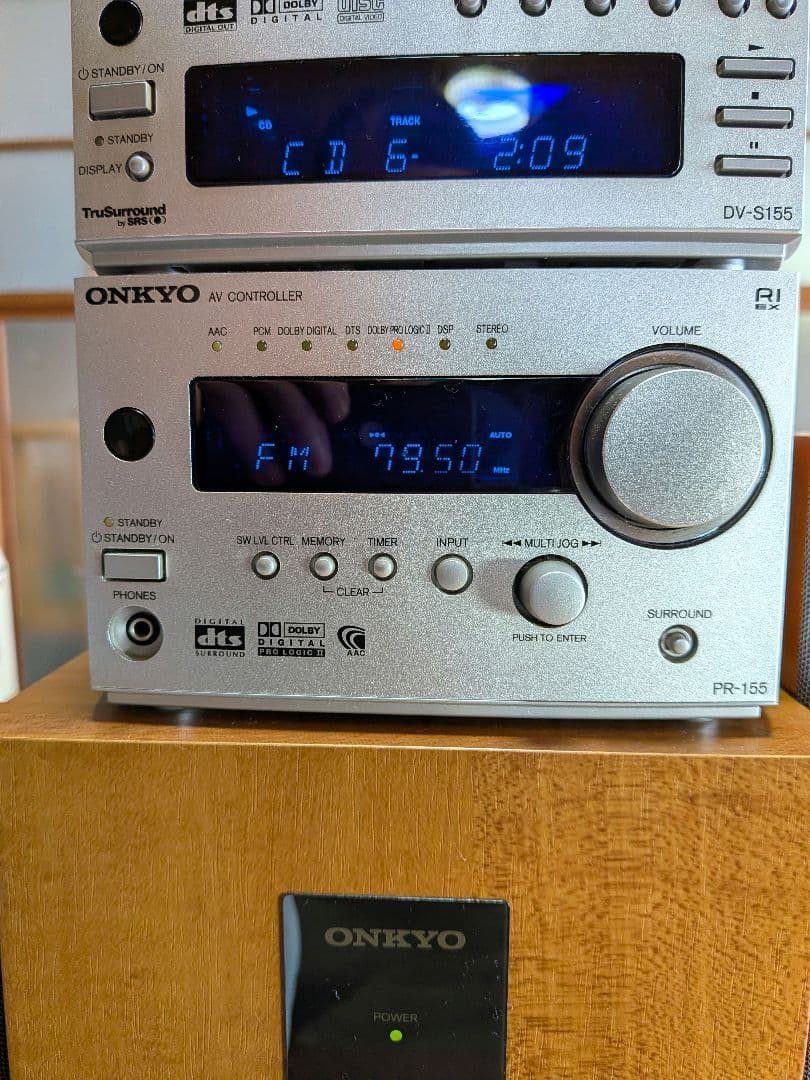 dts DOLBY DISC
DIGITAL OUT DIGITAL DIGITAL VIDEO
STANDBY/ON
CD TRACK
CD 6 2:09
STANDBY
DISPLAY
TruSurround
by SRS
DV-S155
ONKYO AV CONTROLLER
RI
EX
AAC PCM DOLBY DIGITAL DTS DOLBY PRO LOGIC II DSP STEREO
VOLUME
AUTO
FM 79.50 MHz
STANDBY
STANDBY/ON
SW LVL CTRL MEMORY TIMER INPUT MULTI JOG
CLEAR
PHONES
PUSH TO ENTER
SURROUND
DIGITAL
dts
SURROUND
DOLBY
DIGITAL
PRO LOGIC II
AAC
PR-155
ONKYO
POWER